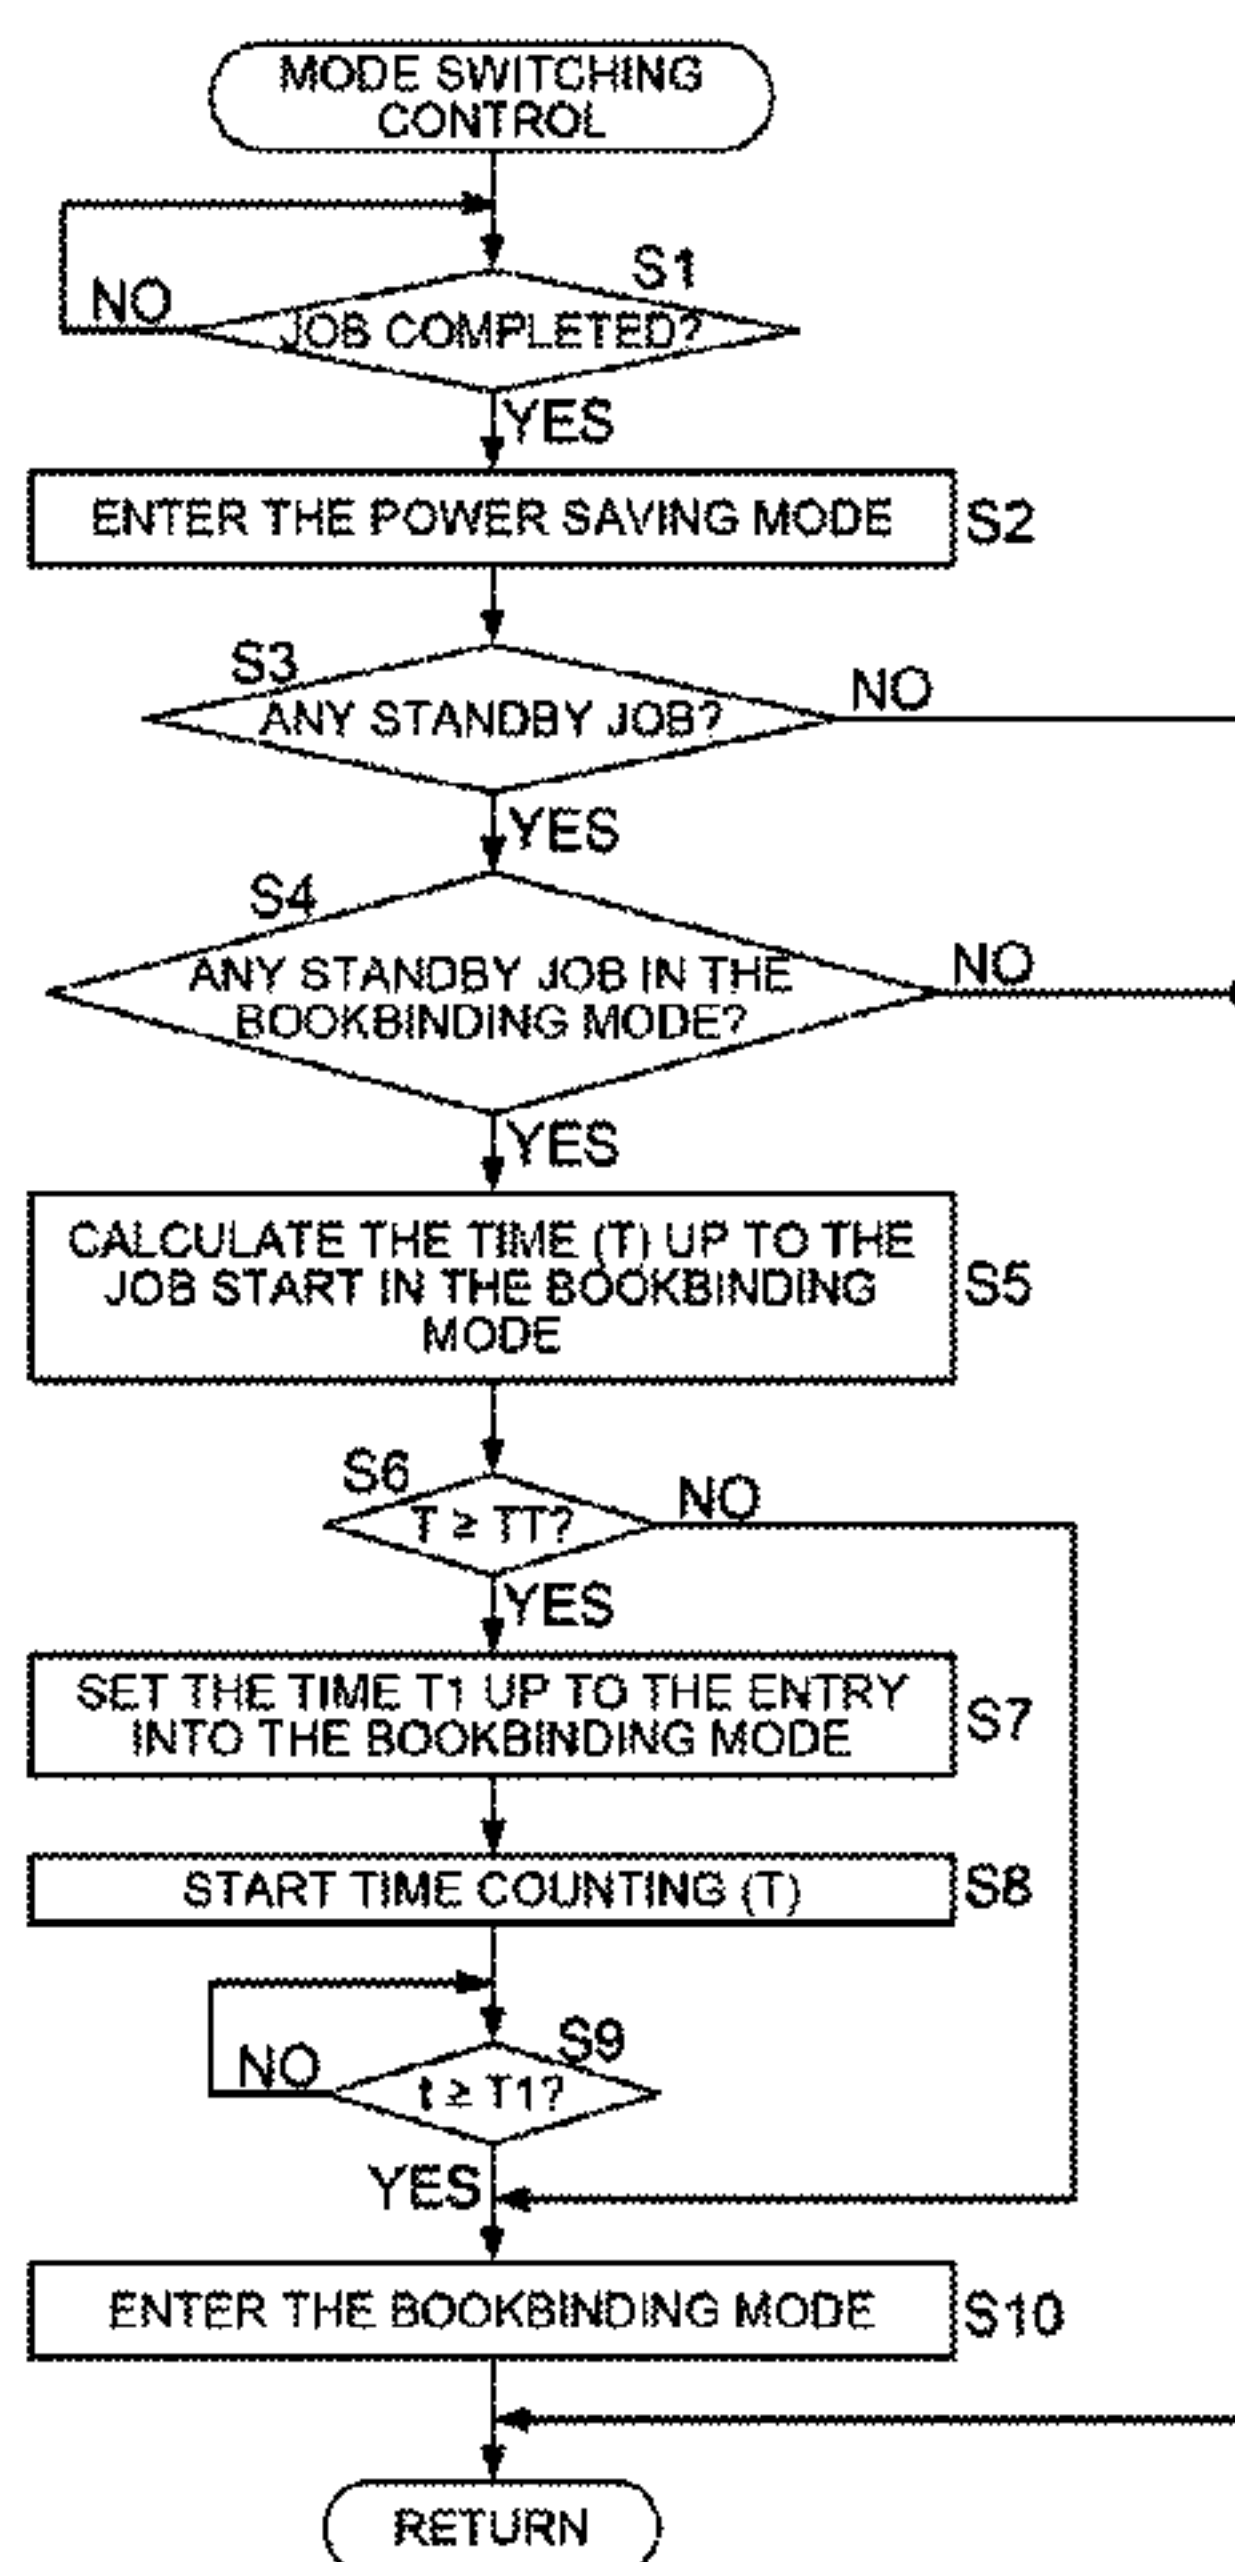 MODE SWITCHING
CONTROL
S1
NO
JOB COMPLETED?
YES
ENTER THE POWER SAVING MODE
S2
S3
NO
ANY STANDBY JOB?
YES
S4
NO
ANY STANDBY JOB IN THE
BOOKBINDING MODE?
YES
CALCULATE THE TIME (T) UP TO THE
JOB START IN THE BOOKBINDING
MODE
S5
S6
NO
T ≥ TT?
YES
SET THE TIME T1 UP TO THE ENTRY
INTO THE BOOKBINDING MODE
S7
START TIME COUNTING (T)
S8
S9
NO
t ≥ T1?
YES
ENTER THE BOOKBINDING MODE
S10
RETURN